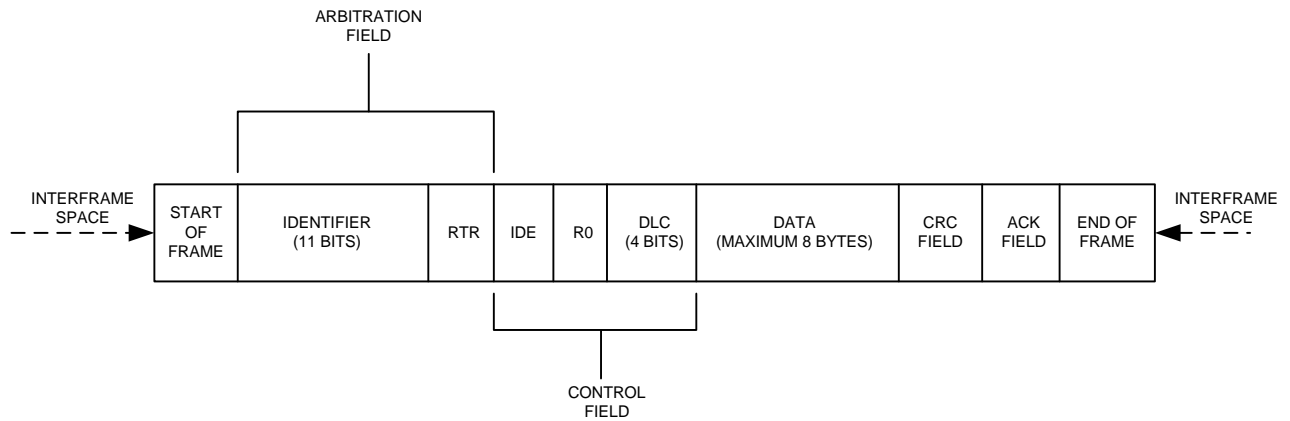 ARBITRATION
FIELD
INTERFRAME
SPACE
START
OF
FRAME
IDENTIFIER
(11 BITS)
RTR
IDE
R0
DLC
(4 BITS)
DATA
(MAXIMUM 8 BYTES)
CRC
FIELD
ACK
FIELD
END OF
FRAME
INTERFRAME
SPACE
CONTROL
FIELD